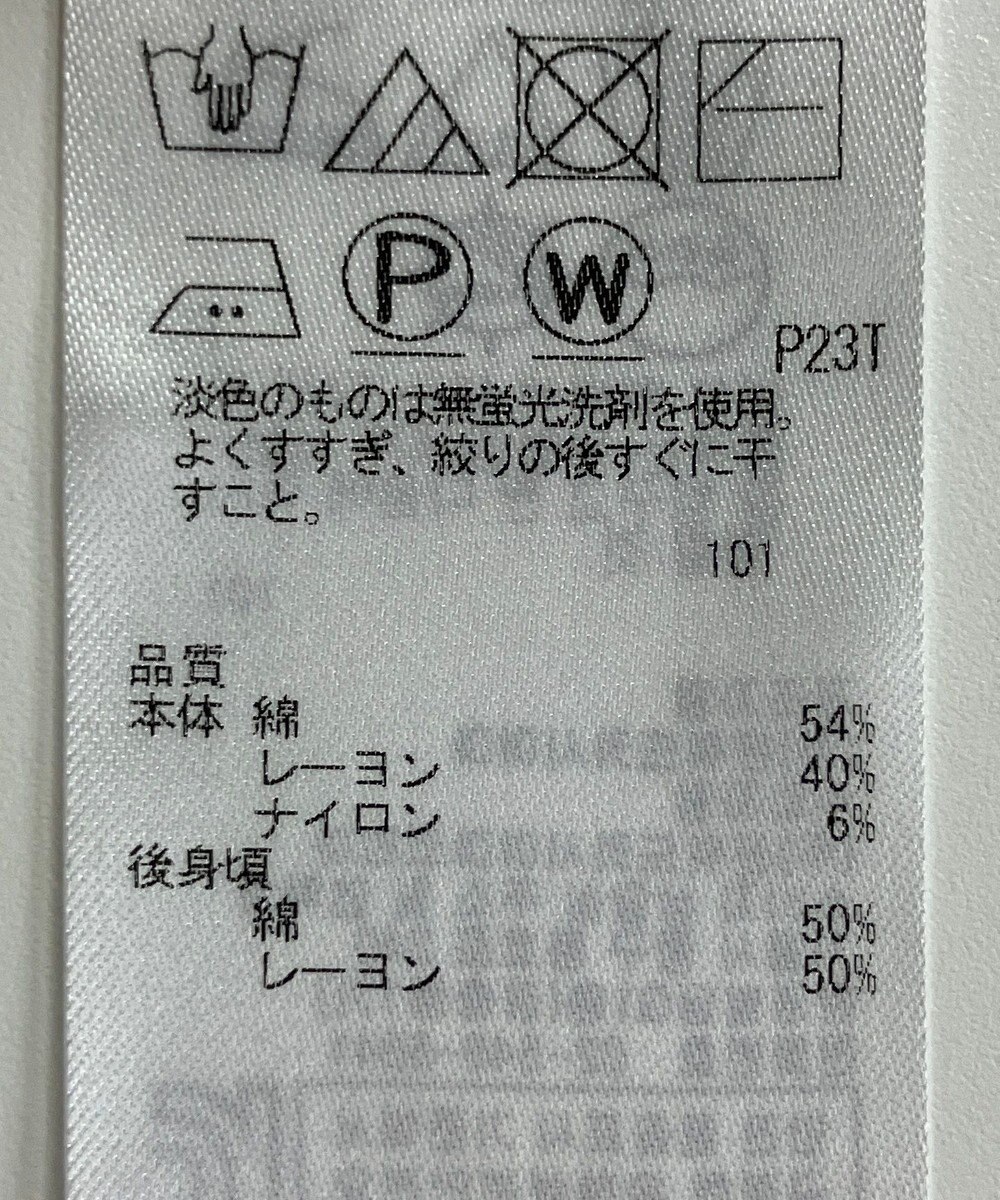 P W
P23T
淡色のものは無蛍光洗剤を使用。
よくすすぎ、絞りの後すぐに干
すこと。
101
品質
本体 綿 54%
レーヨン 40%
ナイロン 6%
後身頃
綿 50%
レーヨン 50%